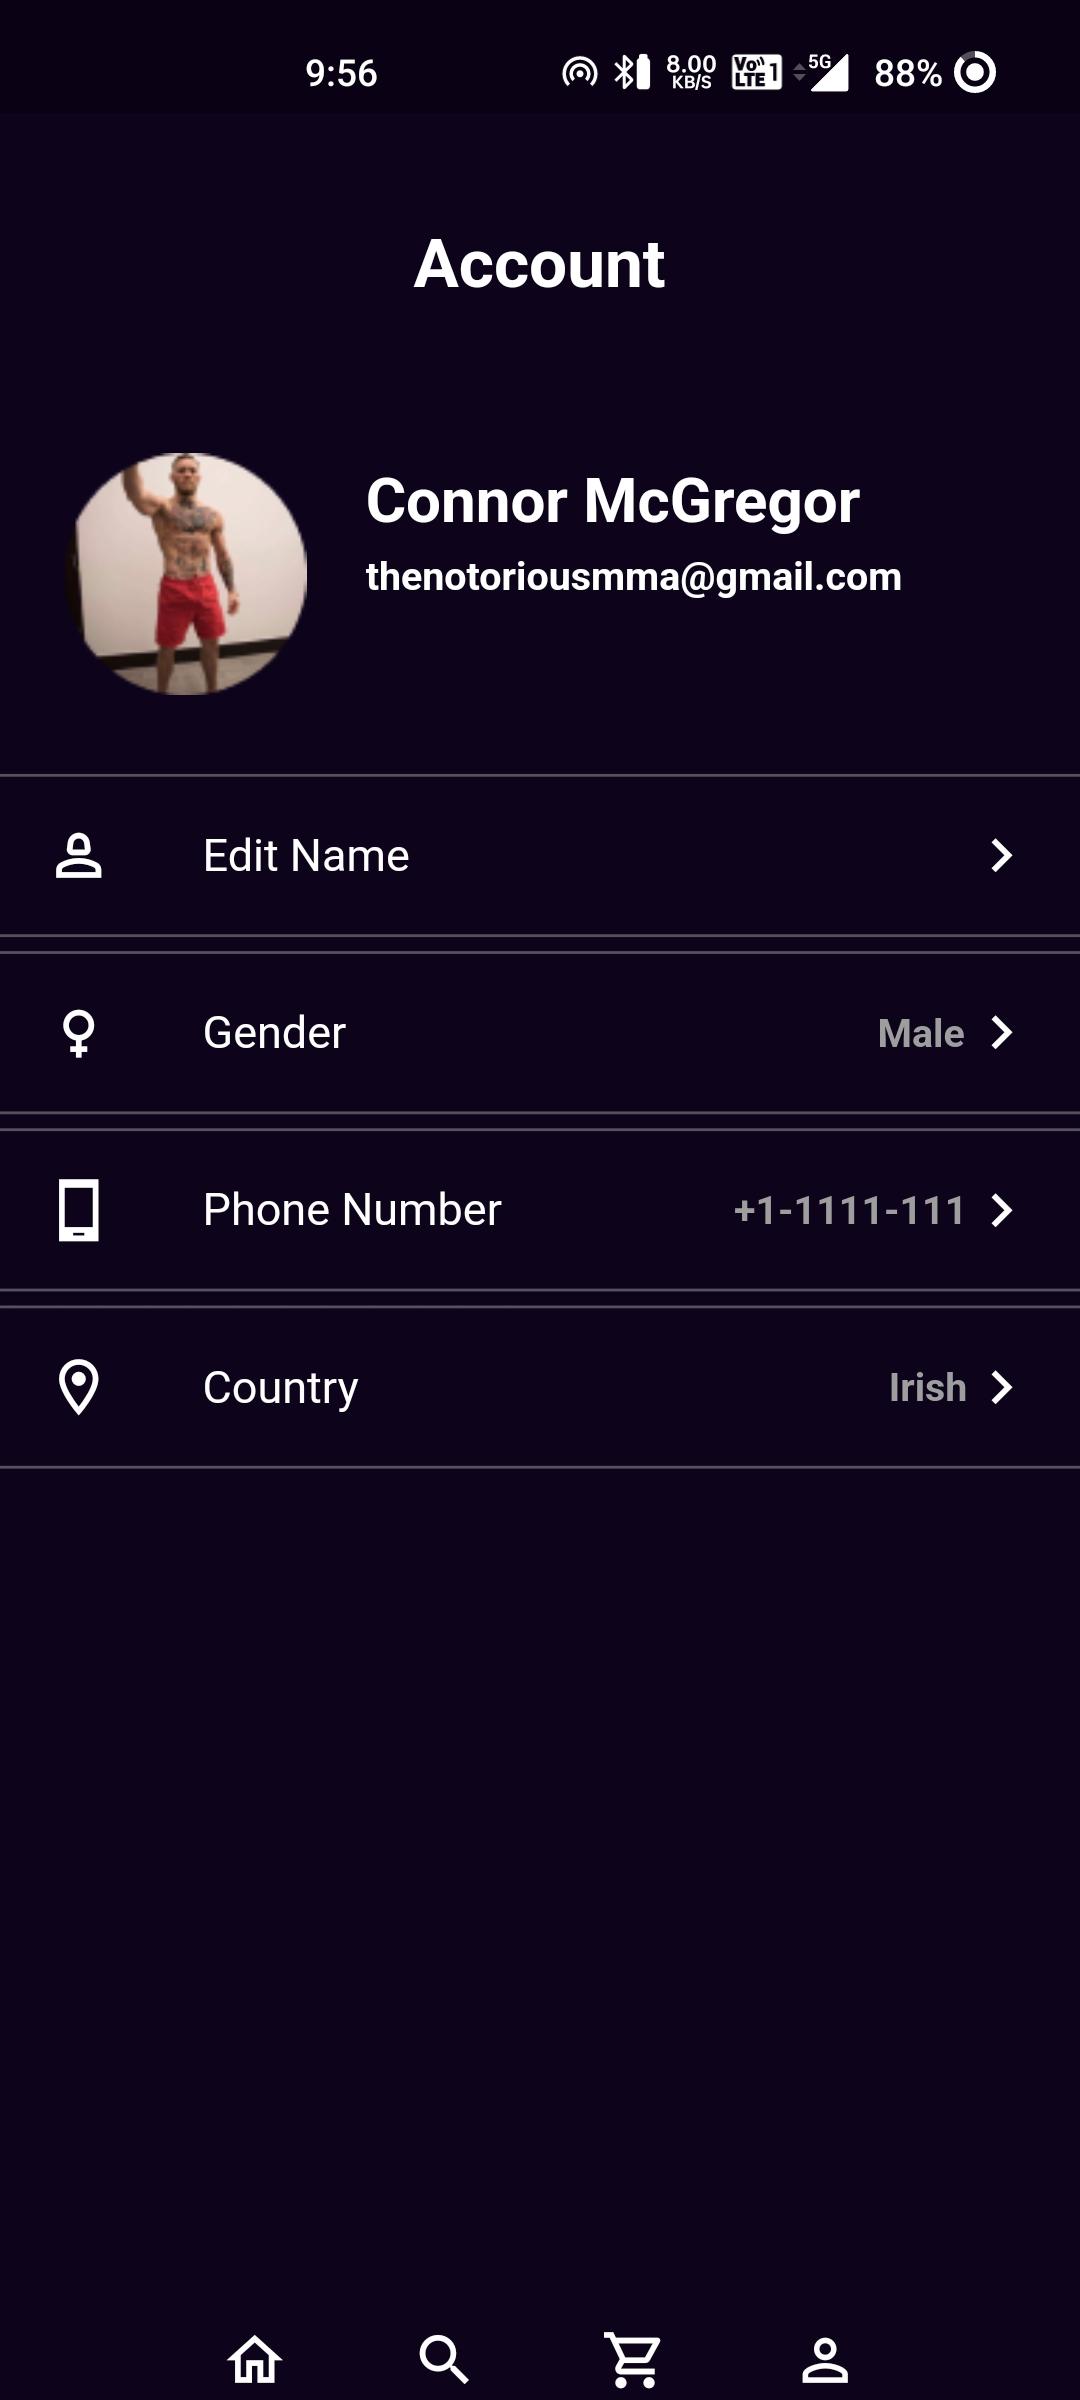 9:56
8.00
KB/S
Vo
LTE 1
5G
88%
Account
Connor McGregor
thenotoriousmma@gmail.com
Edit Name
Gender
Male
Phone Number
+1-1111-111
Country
Irish